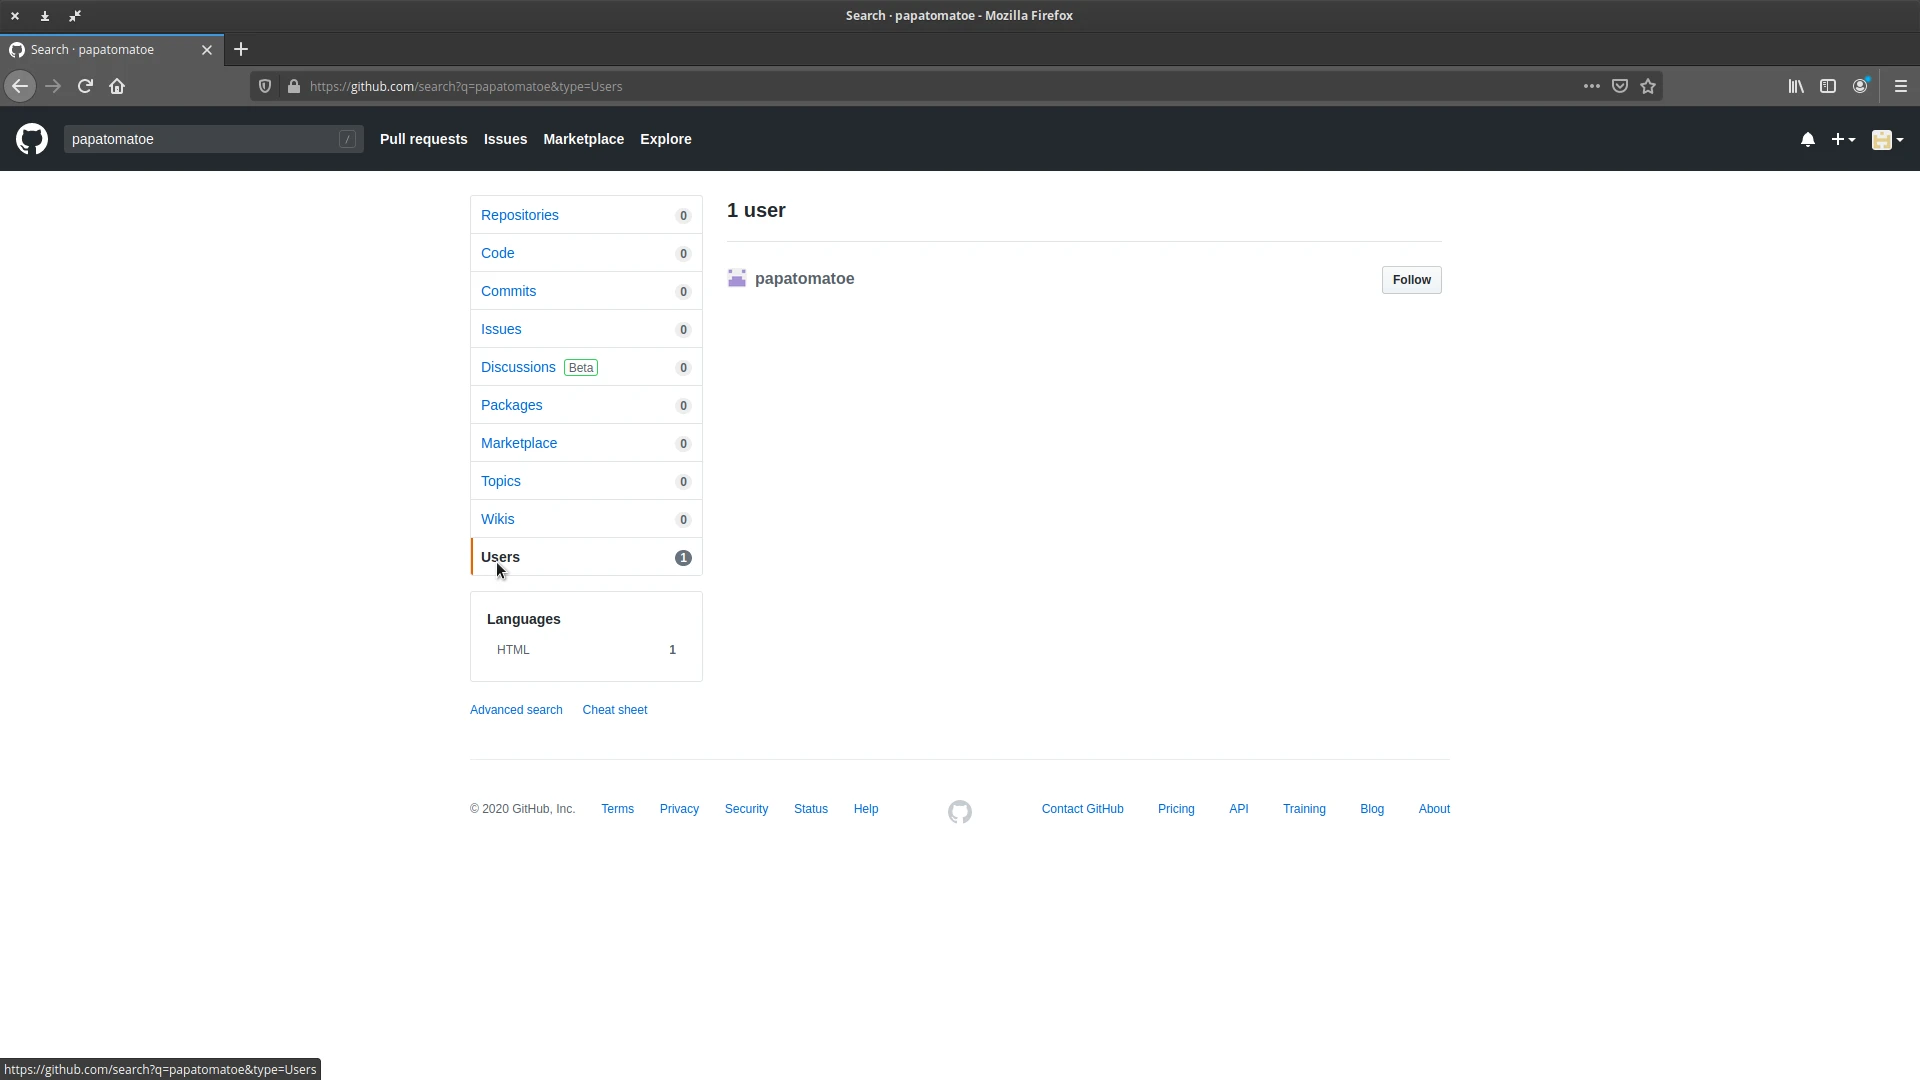 Search · papatomatoe - Mozilla Firefox
Search · papatomatoe
https://github.com/search?q=papatomatoe&type=Users
papatomatoe /
Pull requests Issues Marketplace Explore
Repositories 0
Code 0
Commits 0
Issues 0
Discussions Beta 0
Packages 0
Marketplace 0
Topics 0
Wikis 0
Users 1
Languages
HTML 1
Advanced search Cheat sheet
1 user
papatomatoe Follow
© 2020 GitHub, Inc. Terms Privacy Security Status Help Contact GitHub Pricing API Training Blog About
https://github.com/search?q=papatomatoe&type=Users